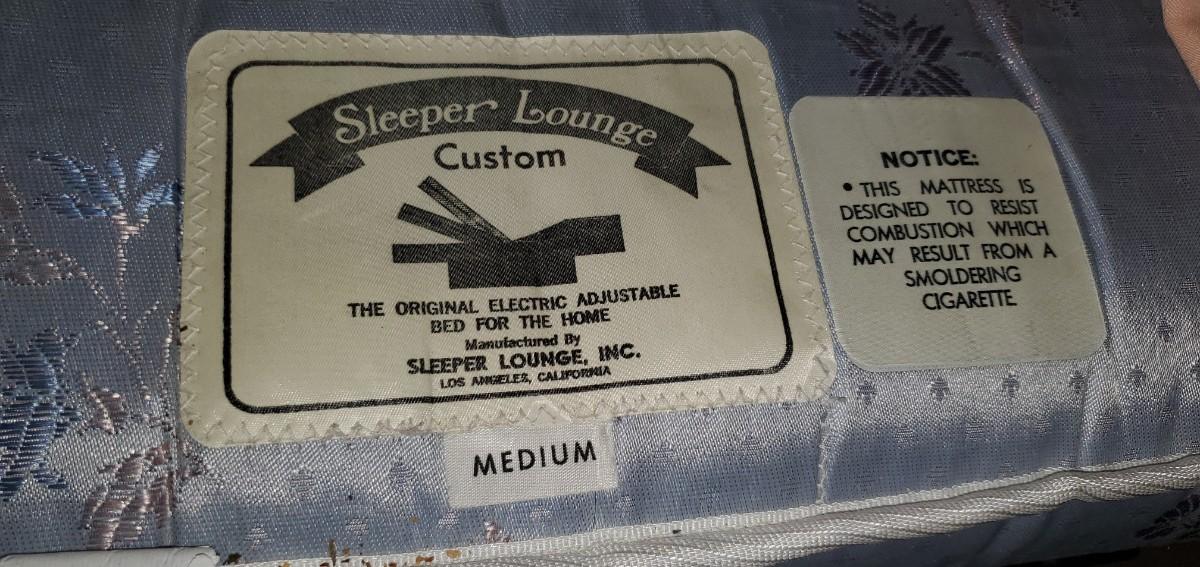 Sleeper Lounge
Custom
THE ORIGINAL ELECTRIC ADJUSTABLE
BED FOR THE HOME
Manufactured By
SLEEPER LOUNGE, INC.
LOS ANGELES, CALIFORNIA
MEDIUM
NOTICE:
• THIS MATTRESS IS
DESIGNED TO RESIST
COMBUSTION WHICH
MAY RESULT FROM A
SMOLDERING
CIGARETTE